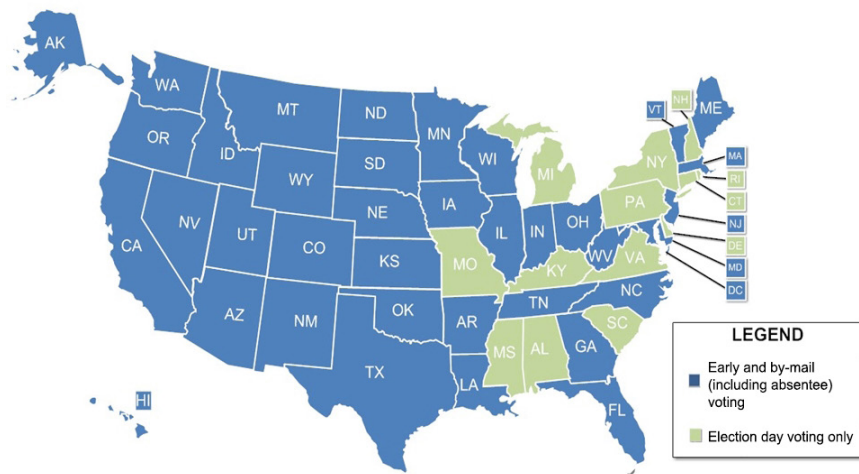 AK
WA
MT
ND
MN
VT
NH
ME
OR
ID
SD
WI
MI
NY
MA
RI
WY
CT
PA
NE
IA
NJ
NV
UT
CO
IL
IN
OH
DE
CA
KS
MO
WV
VA
MD
KY
DC
AZ
NM
OK
AR
TN
NC
SC
MS
AL
GA
TX
LA
HI
FL
LEGEND
Early and by-mail
(including absentee)
voting
Election day voting only